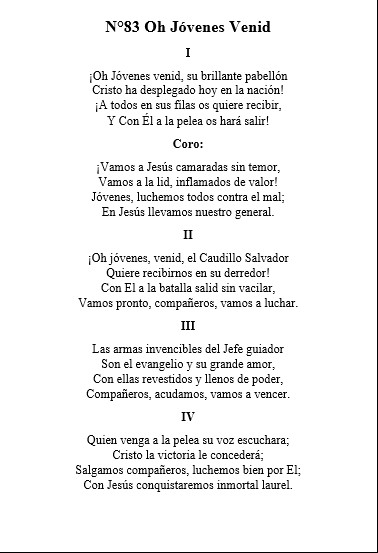 N°83 Oh Jóvenes Venid
I
¡Oh Jóvenes venid, su brillante pabellón
Cristo ha desplegado hoy en la nación!
¡A todos en sus filas os quiere recibir,
Y Con Él a la pelea os hará salir!
Coro:
¡Vamos a Jesús camaradas sin temor,
Vamos a la lid, inflamados de valor!
Jóvenes, luchemos todos contra el mal;
En Jesús llevamos nuestro general.
II
¡Oh jóvenes, venid, el Caudillo Salvador
Quiere recibirnos en su derredor!
Con El a la batalla salid sin vacilar,
Vamos pronto, compañeros, vamos a luchar.
III
Las armas invencibles del Jefe guiador
Son el evangelio y su grande amor,
Con ellas revestidos y llenos de poder,
Compañeros, acudamos, vamos a vencer.
IV
Quien venga a la pelea su voz escuchara;
Cristo la victoria le concederá;
Salgamos compañeros, luchemos bien por El;
Con Jesús conquistaremos inmortal laurel.